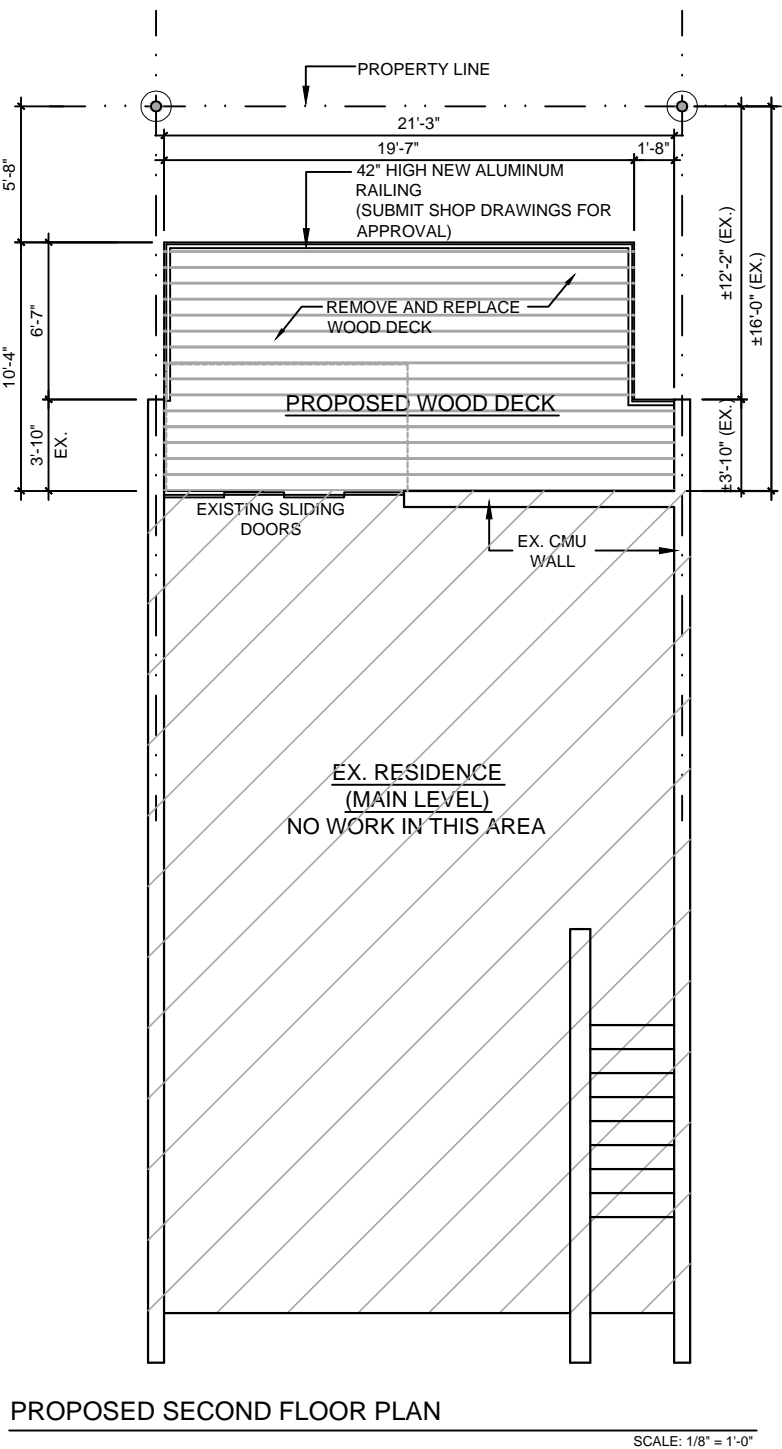 PROPERTY LINE
21'-3"
19'-7"
1'-8"
5'-8"
42" HIGH NEW ALUMINUM
RAILING
(SUBMIT SHOP DRAWINGS FOR
APPROVAL)
±12'-2" (EX.)
±16'-0" (EX.)
6'-7"
10'-4"
REMOVE AND REPLACE
WOOD DECK
PROPOSED WOOD DECK
3'-10"
EX.
±3'-10" (EX.)
EXISTING SLIDING
DOORS
EX. CMU
WALL
EX. RESIDENCE
(MAIN LEVEL)
NO WORK IN THIS AREA
PROPOSED SECOND FLOOR PLAN
SCALE: 1/8" = 1'-0"